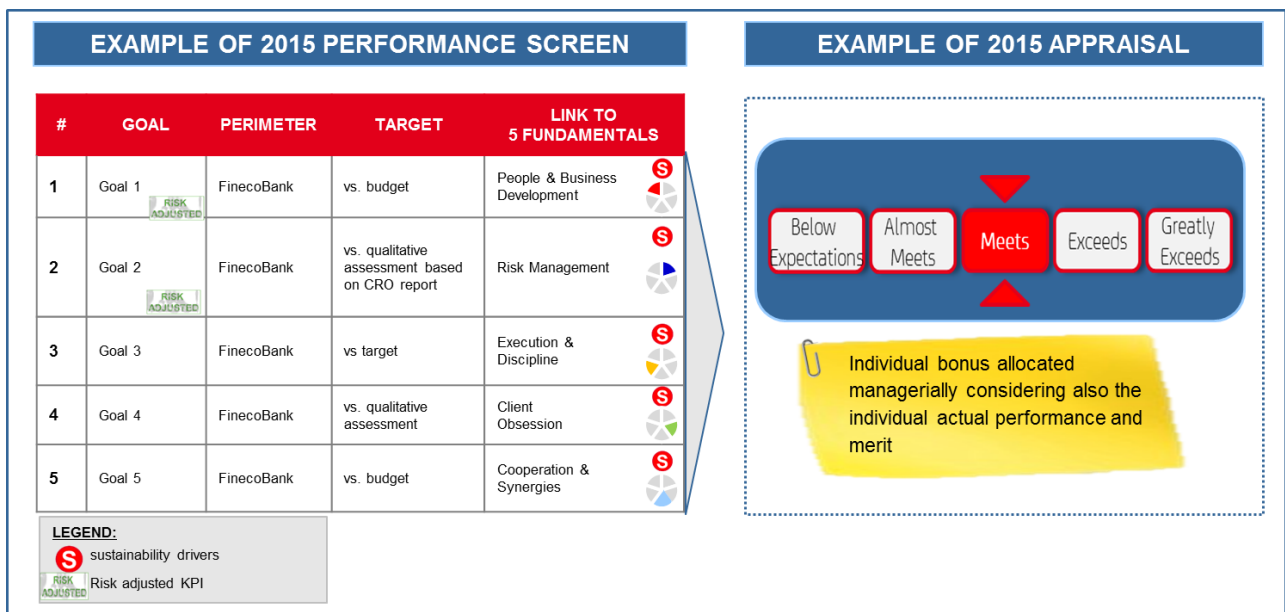 EXAMPLE OF 2015 PERFORMANCE SCREEN
EXAMPLE OF 2015 APPRAISAL
# GOAL PERIMETER TARGET LINK TO
5 FUNDAMENTALS
1 Goal 1 FinecoBank vs. budget People & Business
Development
S
RISK
ADJUSTED
2 Goal 2 FinecoBank vs. qualitative
assessment based
on CRO report
Risk Management
S
RISK
ADJUSTED
3 Goal 3 FinecoBank vs target Execution &
Discipline
S
4 Goal 4 FinecoBank vs. qualitative
assessment
Client
Obsession
S
5 Goal 5 FinecoBank vs. budget Cooperation &
Synergies
S
LEGEND:
S sustainability drivers
RISK
ADJUSTED
Risk adjusted KPI
Below
Expectations
Almost
Meets
Meets
Exceeds
Greatly
Exceeds
Individual bonus allocated
managerially considering also the
individual actual performance and
merit